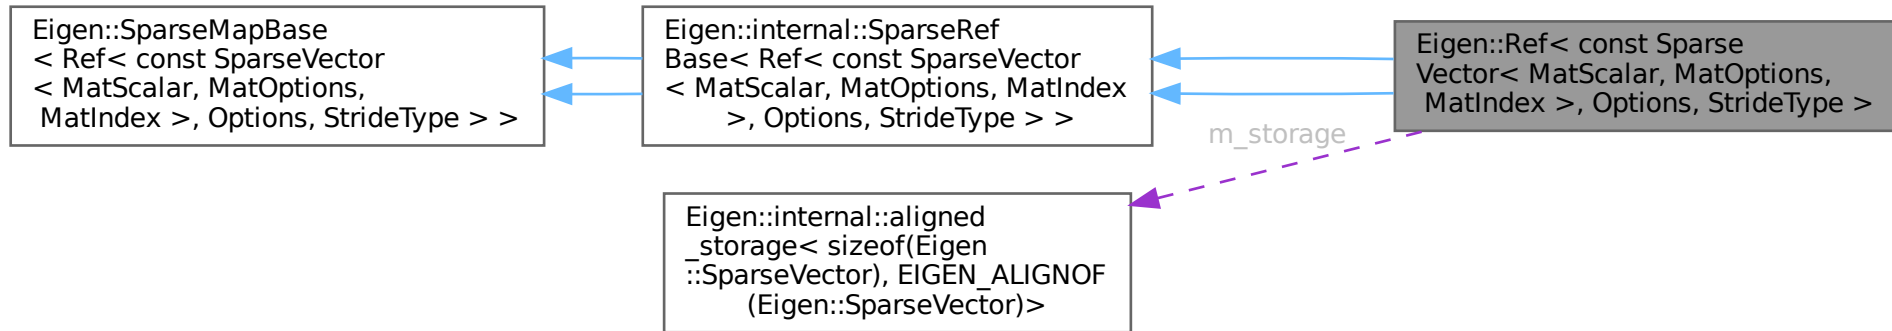 Eigen::SparseMapBase
< Ref< const SparseVector
< MatScalar, MatOptions,
MatIndex >, Options, StrideType > >
Eigen::internal::SparseRef
Base< Ref< const SparseVector
< MatScalar, MatOptions, MatIndex
>, Options, StrideType > >
Eigen::Ref< const Sparse
Vector< MatScalar, MatOptions,
MatIndex >, Options, StrideType >
m_storage
Eigen::internal::aligned
_storage< sizeof(Eigen
::SparseVector), EIGEN_ALIGNOF
(Eigen::SparseVector)>